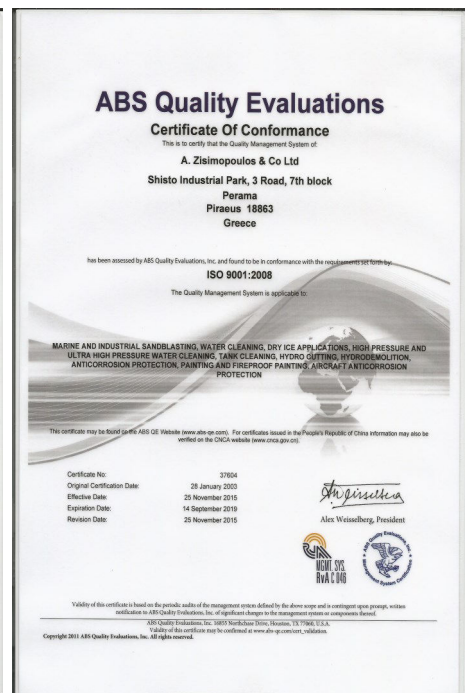 ABS Quality Evaluations
Certificate Of Conformance
This is to certify that the Quality Management System of:
A. Zisimopoulos & Co Ltd
Shisto Industrial Park, 3 Road, 7th block
Perama
Piraeus 18863
Greece
has been assessed by ABS Quality Evaluations, Inc. and found to be in conformance with the requirements set forth by:
ISO 9001:2008
The Quality Management System is applicable to:
MARINE AND INDUSTRIAL SANDBLASTING, WATER CLEANING, DRY ICE APPLICATIONS, HIGH PRESSURE AND
ULTRA HIGH PRESSURE WATER CLEANING, TANK CLEANING, HYDRO CUTTING, HYDRODEMOLITION,
ANTICORROSION PROTECTION, PAINTING AND FIREPROOF PAINTING, AIRCRAFT ANTICORROSION
PROTECTION
This certificate may be found on the ABS QE Website (www.abs-qe.com). For certificates issued in the People's Republic of China information may also be
verified on the CNCA website (www.cnca.gov.cn).
Certificate No: 37604
Original Certification Date: 28 January 2003
Effective Date: 25 November 2015
Expiration Date: 14 September 2019
Revision Date: 25 November 2015
Alex Weisselberg, President
MGMT. SYS.
RvA C 046
ABS Quality Evaluations, Inc.
Management System Certification
Validity of this certificate is based on the periodic audits of the management system defined by the above scope and is contingent upon prompt, written
notification to ABS Quality Evaluations, Inc. of significant changes to the management system or components thereof.
ABS Quality Evaluations, Inc. 16855 Northchase Drive, Houston, TX 77060, U.S.A.
Validity of this certificate may be confirmed at www.abs-qe.com/cert_validation.
Copyright 2011 ABS Quality Evaluations, Inc. All rights reserved.